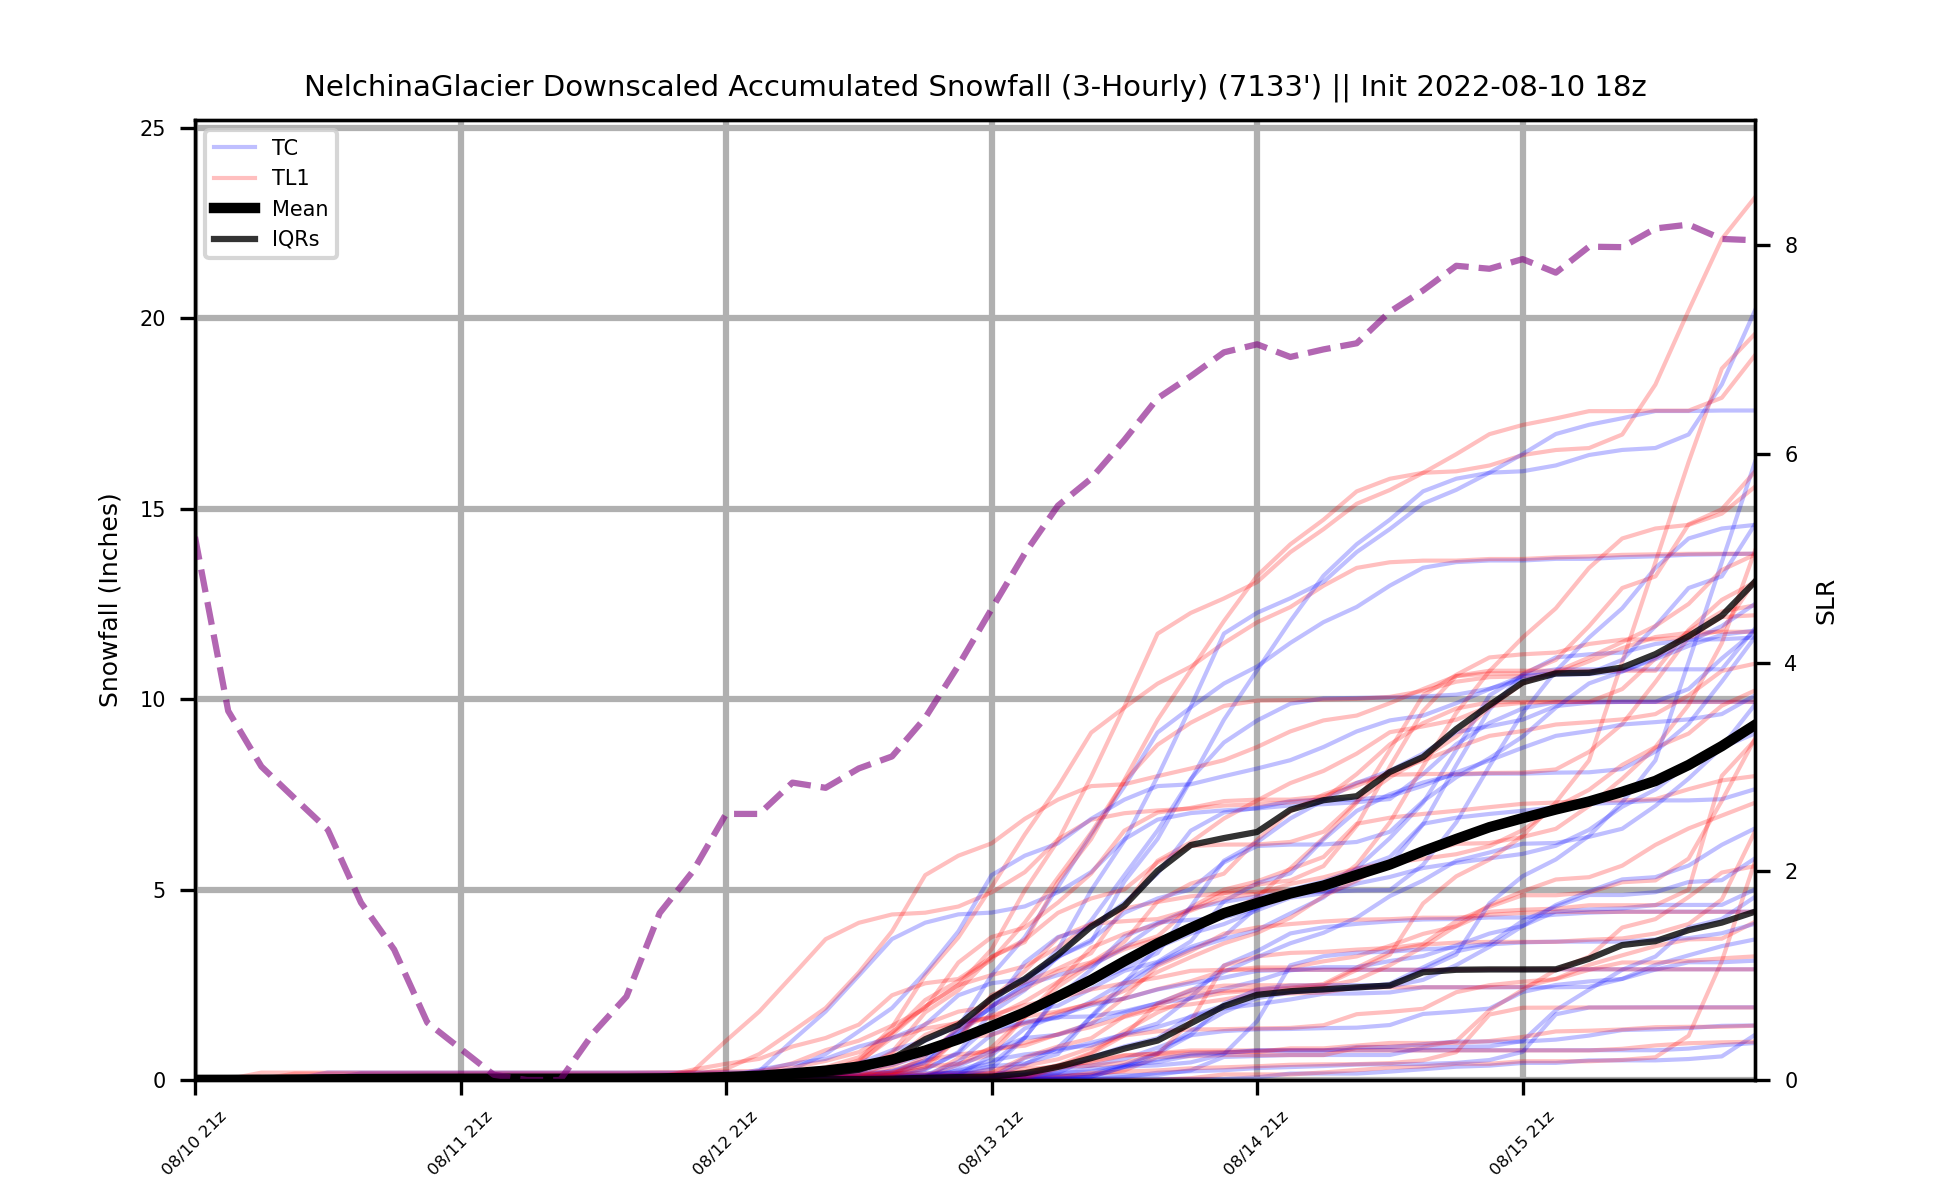 NelchinaGlacier Downscaled Accumulated Snowfall (3-Hourly) (7133') || Init 2022-08-10 18z
TC
TL1
Mean
IQRs
Snowfall (Inches)
25
20
15
10
5
0
SLR
8
6
4
2
0
08/10 21z
08/11 21z
08/12 21z
08/13 21z
08/14 21z
08/15 21z